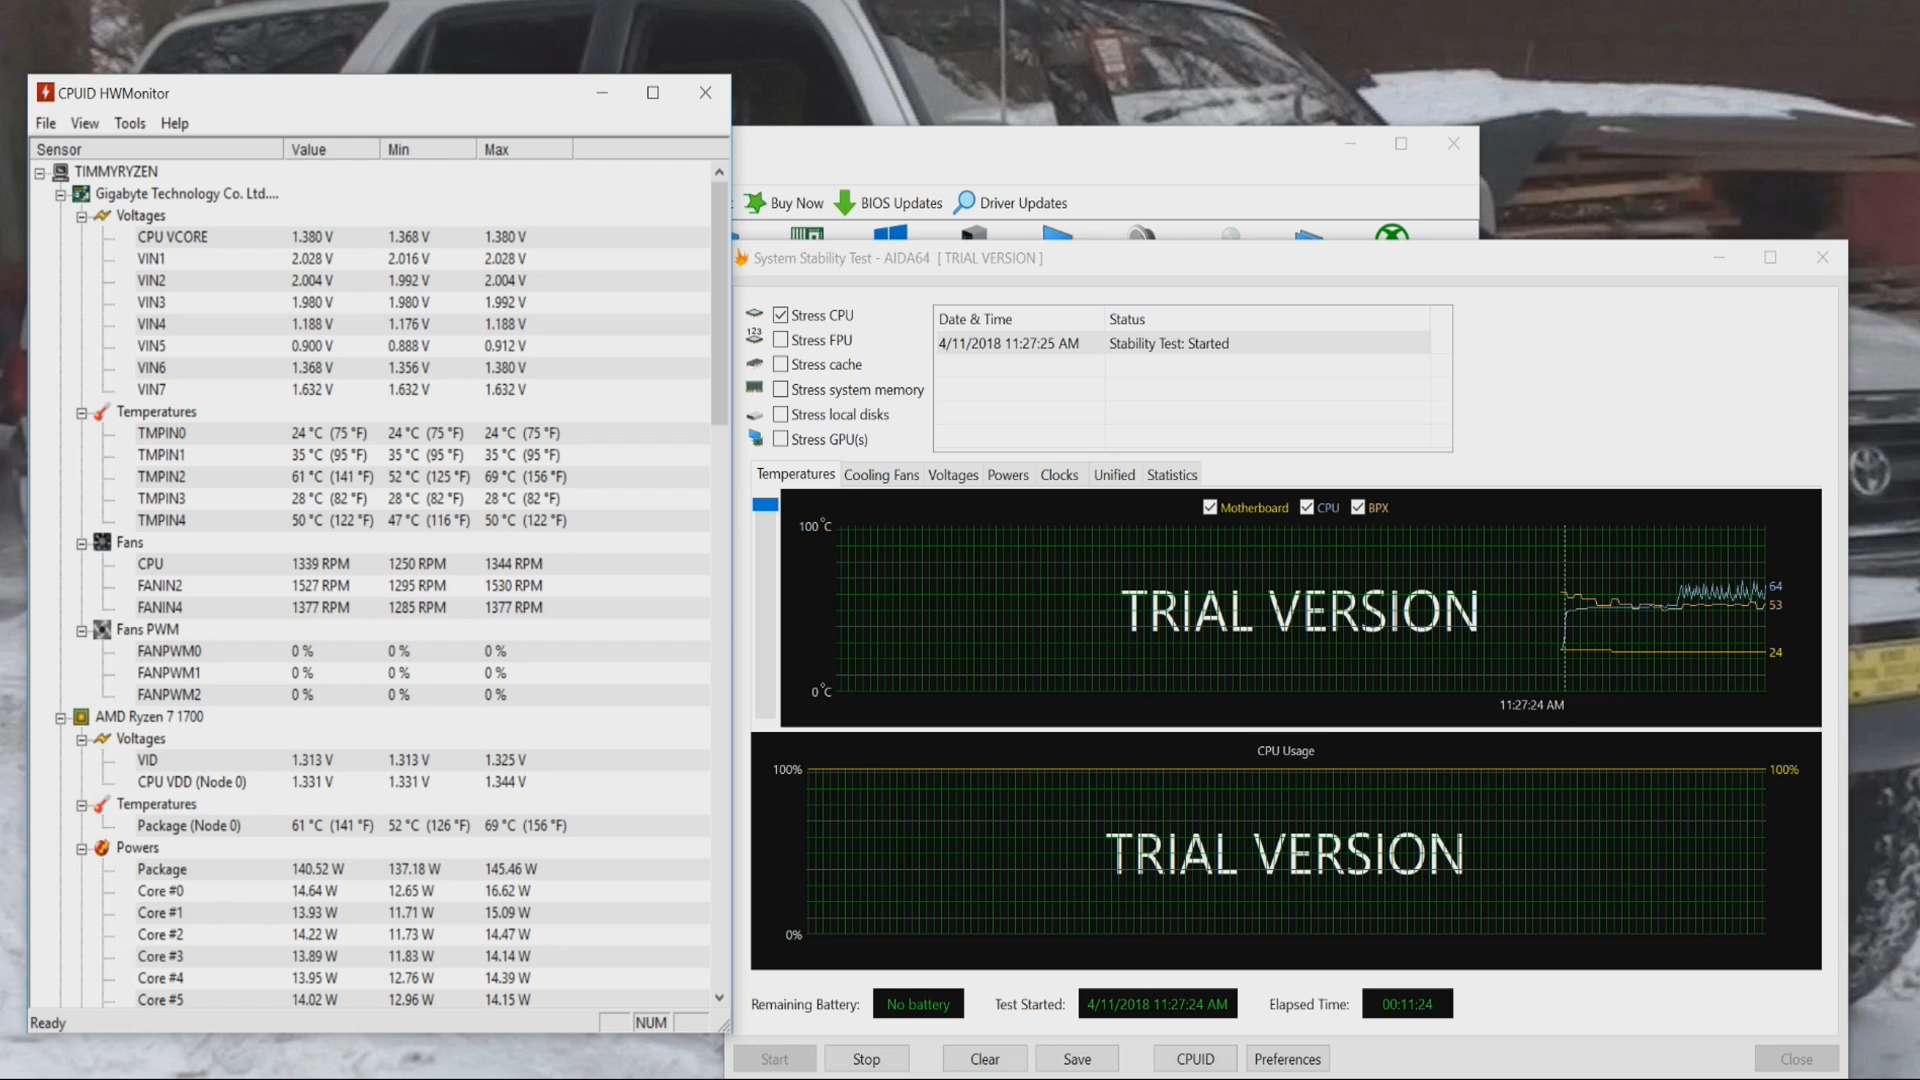 CPUID HWMonitor
File View Tools Help
Sensor Value Min Max
TIMMYRYZEN
Gigabyte Technology Co. Ltd....
Voltages
CPU VCORE 1.380 V 1.368 V 1.380 V
VIN1 2.028 V 2.016 V 2.028 V
VIN2 2.004 V 1.992 V 2.004 V
VIN3 1.980 V 1.980 V 1.992 V
VIN4 1.188 V 1.176 V 1.188 V
VIN5 0.900 V 0.888 V 0.912 V
VIN6 1.368 V 1.356 V 1.380 V
VIN7 1.632 V 1.632 V 1.632 V
Temperatures
TMPIN0 24 °C (75 °F) 24 °C (75 °F) 24 °C (75 °F)
TMPIN1 35 °C (95 °F) 35 °C (95 °F) 35 °C (95 °F)
TMPIN2 61 °C (141 °F) 52 °C (125 °F) 69 °C (156 °F)
TMPIN3 28 °C (82 °F) 28 °C (82 °F) 28 °C (82 °F)
TMPIN4 50 °C (122 °F) 47 °C (116 °F) 50 °C (122 °F)
Fans
CPU 1339 RPM 1250 RPM 1344 RPM
FANIN2 1527 RPM 1295 RPM 1530 RPM
FANIN4 1377 RPM 1285 RPM 1377 RPM
Fans PWM
FANPWM0 0 % 0 % 0 %
FANPWM1 0 % 0 % 0 %
FANPWM2 0 % 0 % 0 %
AMD Ryzen 7 1700
Voltages
VID 1.313 V 1.313 V 1.325 V
CPU VDD (Node 0) 1.331 V 1.331 V 1.344 V
Temperatures
Package (Node 0) 61 °C (141 °F) 52 °C (126 °F) 69 °C (156 °F)
Powers
Package 140.52 W 137.18 W 145.46 W
Core #0 14.64 W 12.65 W 16.62 W
Core #1 13.93 W 11.71 W 15.09 W
Core #2 14.22 W 11.73 W 14.47 W
Core #3 13.89 W 11.83 W 14.14 W
Core #4 13.95 W 12.76 W 14.39 W
Core #5 14.02 W 12.96 W 14.15 W
Ready NUM
Buy Now BIOS Updates Driver Updates
System Stability Test - AIDA64 [ TRIAL VERSION ]
Stress CPU
123
Stress FPU
Stress cache
Stress system memory
Stress local disks
Stress GPU(s)
Date & Time Status
4/11/2018 11:27:25 AM Stability Test: Started
Temperatures Cooling Fans Voltages Powers Clocks Unified Statistics
Motherboard CPU BPX
100°C
TRIAL VERSION
64
53
24
0°C
11:27:24 AM
CPU Usage
100% 100%
TRIAL VERSION
0%
Remaining Battery: No battery Test Started: 4/11/2018 11:27:24 AM Elapsed Time: 00:11:24
Start Stop Clear Save CPUID Preferences Close